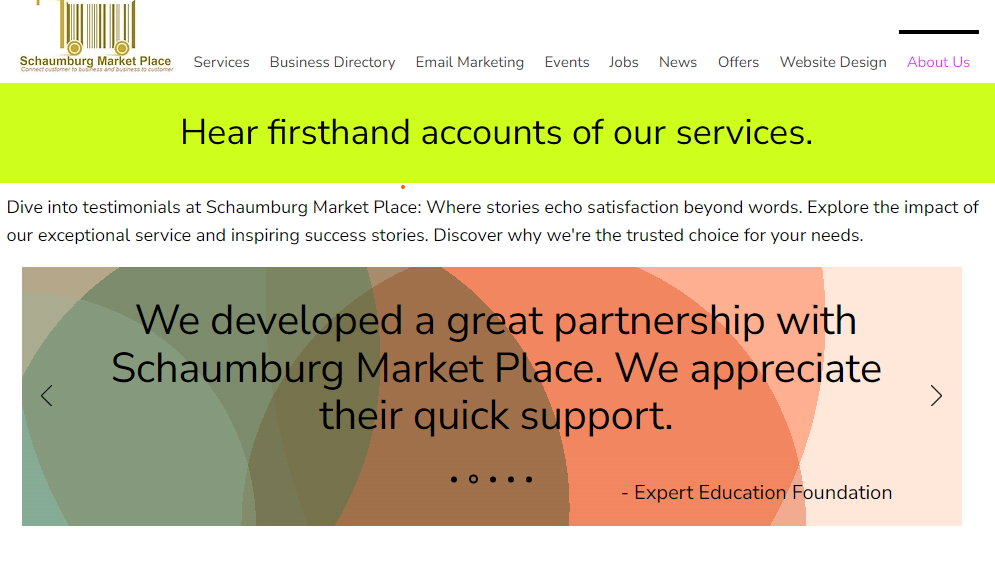 Schaumburg Market Place
Connect customer to business and business to customer
Services Business Directory Email Marketing Events Jobs News Offers Website Design About Us
Hear firsthand accounts of our services.
Dive into testimonials at Schaumburg Market Place: Where stories echo satisfaction beyond words. Explore the impact of
our exceptional service and inspiring success stories. Discover why we're the trusted choice for your needs.
We developed a great partnership with
Schaumburg Market Place. We appreciate
their quick support.
- Expert Education Foundation